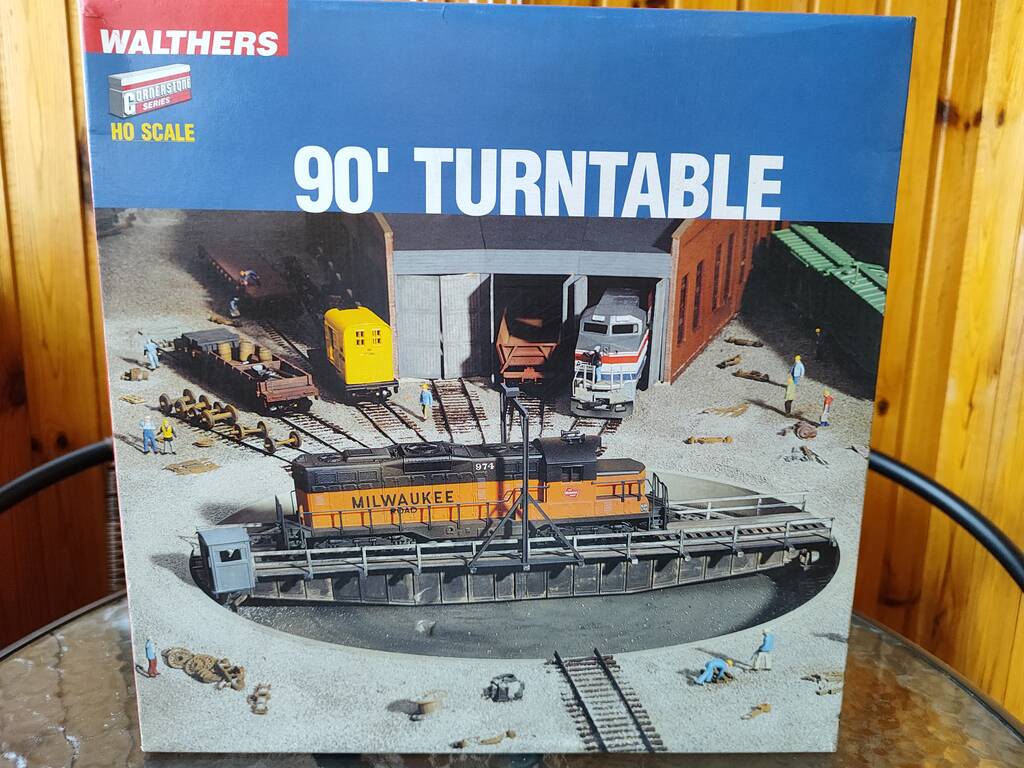 WALTHERS
CORNERSTONE
SERIES
HO SCALE
90' TURNTABLE
974
MILWAUKEE
ROAD